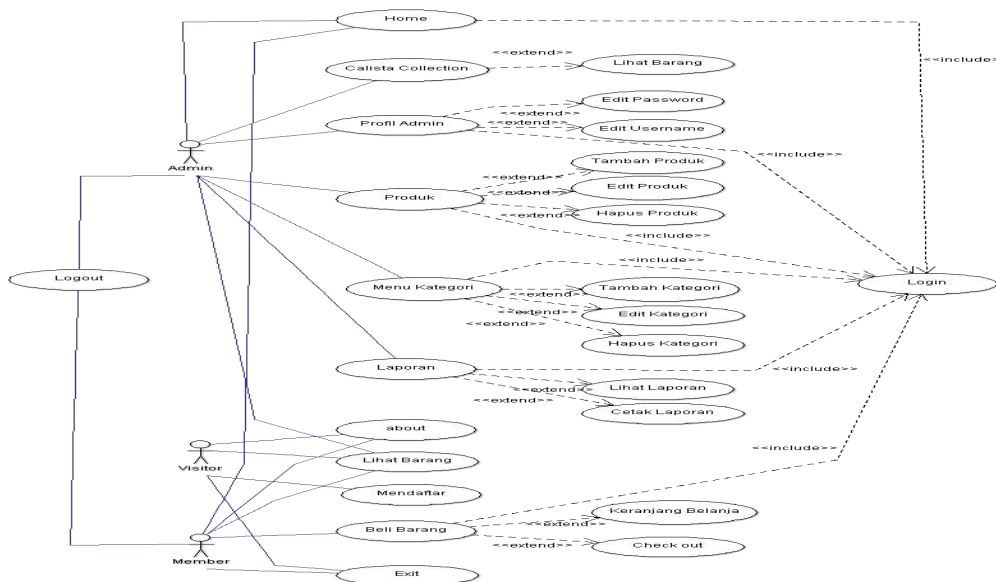 Home
<<extend>>
<<include>>
Calista Collection
Lihat Barang
Edit Password
<<extend>>
Profil Admin
<<extend>>
Edit Username
Admin
<<include>>
Tambah Produk
<<extend>>
Edit Produk
Produk
<<extend>>
Hapus Produk
<<extend>>
<<include>>
Logout
<<include>>
Login
Menu Kategori
Tambah Kategori
<<extend>>
Edit Kategori
<<extend>>
Hapus Kategori
Laporan
<<include>>
Lihat Laporan
<<extend>>
<<extend>>
Cetak Laporan
about
<<include>>
Visitor
Lihat Barang
Mendaftar
Keranjang Belanja
<<extend>>
Beli Barang
<<extend>>
Check out
Member
Exit